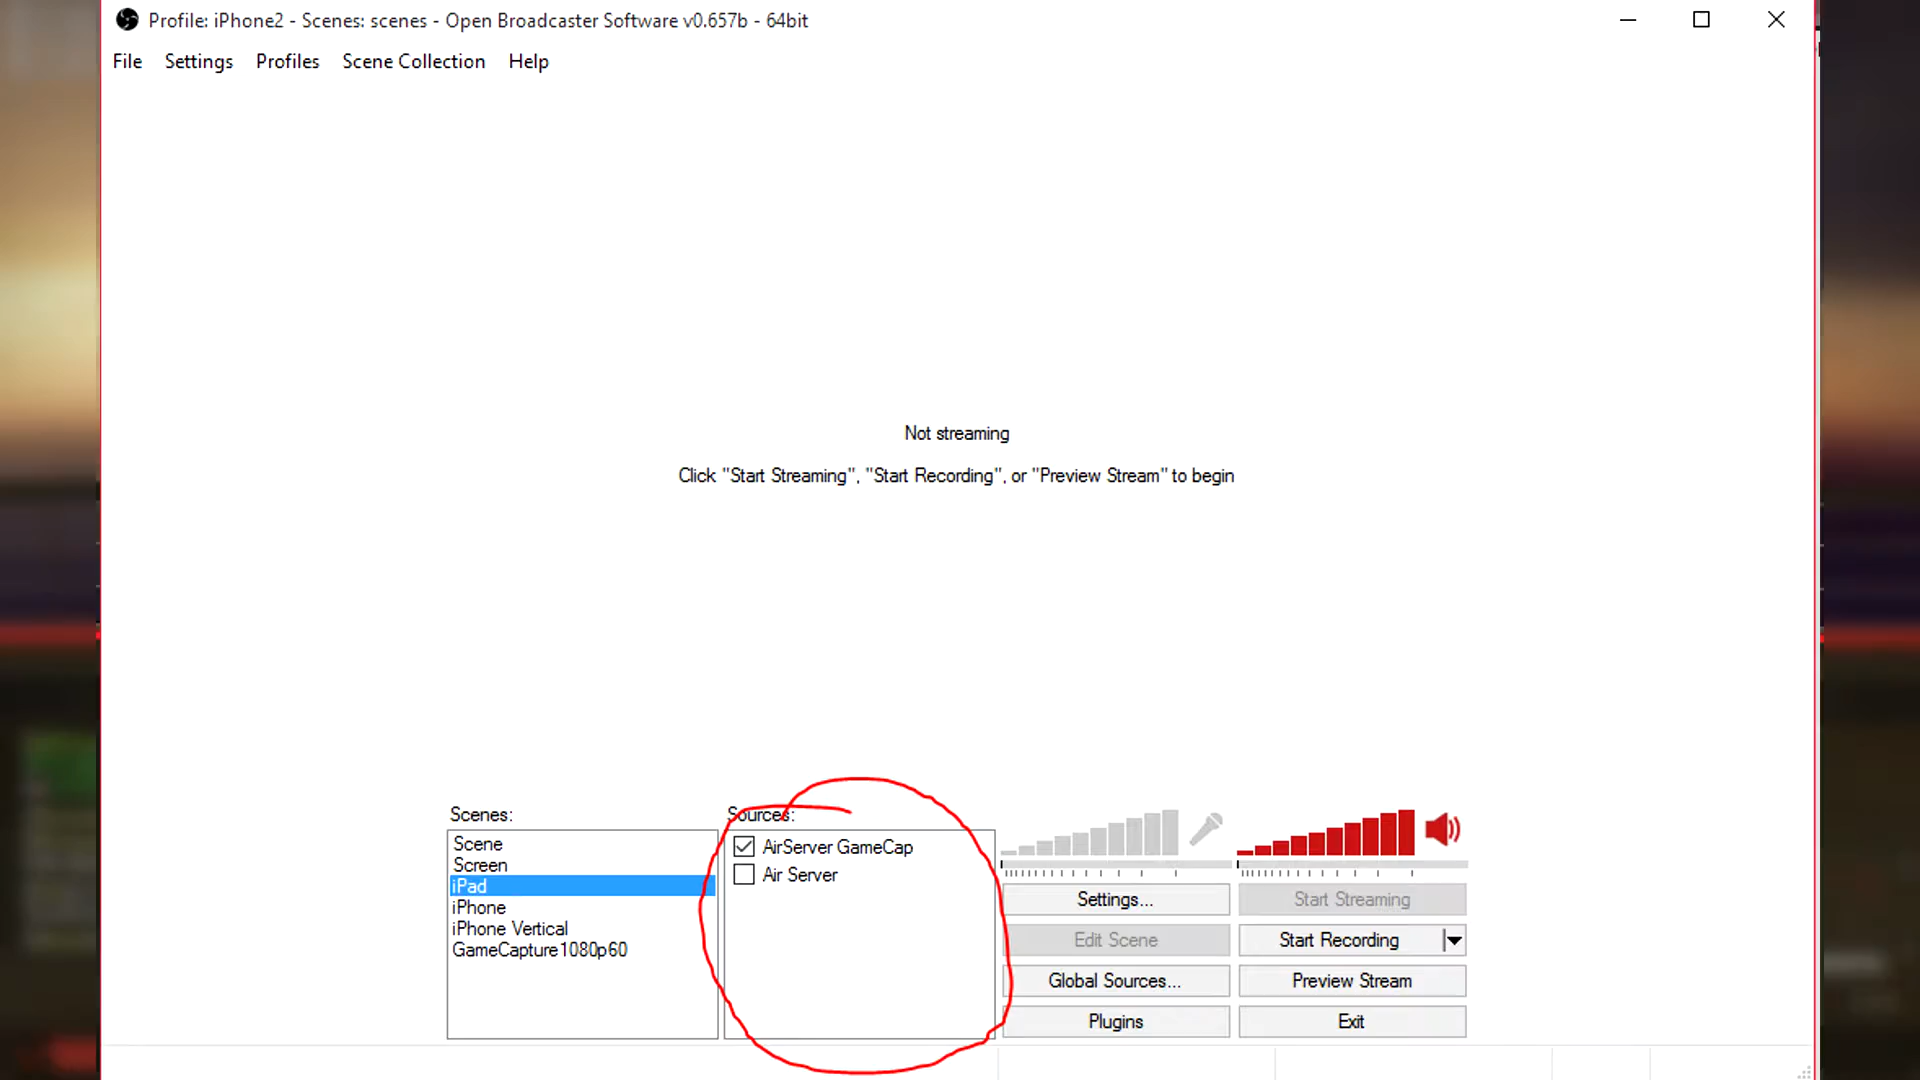 Profile: iPhone2 - Scenes: scenes - Open Broadcaster Software v0.657b - 64bit
File Settings Profiles Scene Collection Help
Not streaming
Click "Start Streaming", "Start Recording", or "Preview Stream" to begin
Scenes:
Scene
Screen
iPad
iPhone
iPhone Vertical
GameCapture1080p60
Sources:
AirServer GameCap
Air Server
Settings...
Start Streaming
Edit Scene
Start Recording
Global Sources...
Preview Stream
Plugins
Exit